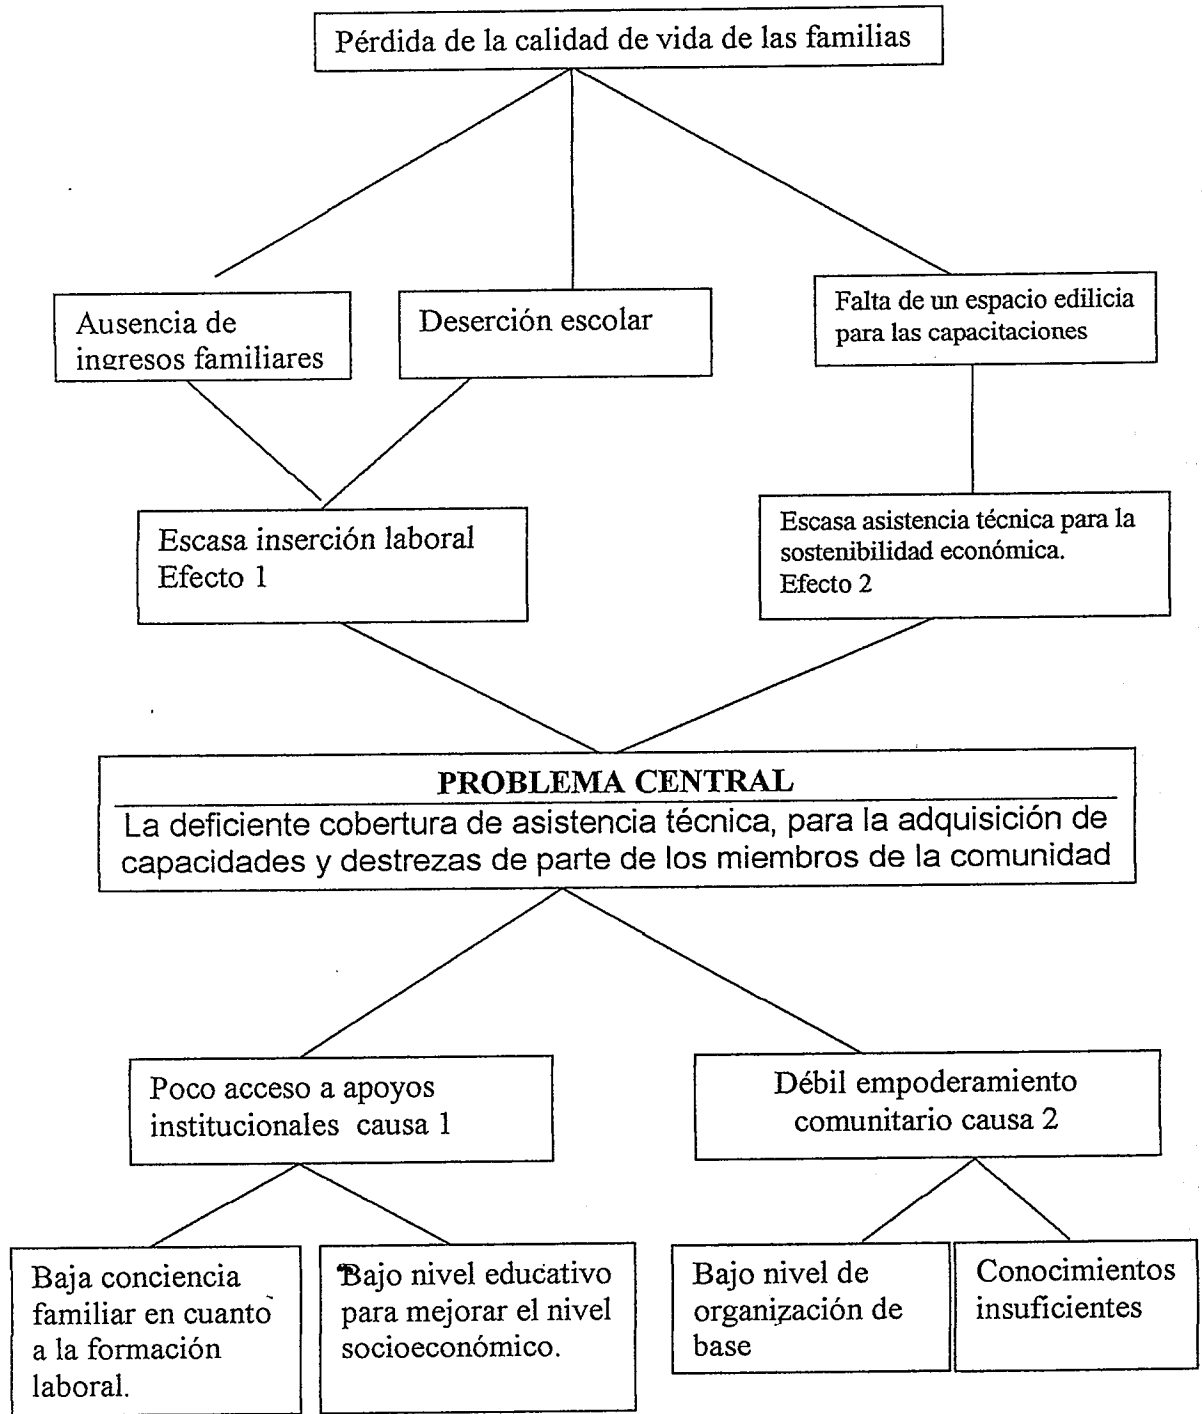 Pérdida de la calidad de vida de las familias
Ausencia de
ingresos familiares
Deserción escolar
Falta de un espacio edilicia
para las capacitaciones
Escasa inserción laboral
Efecto 1
Escasa asistencia técnica para la
sostenibilidad económica.
Efecto 2
PROBLEMA CENTRAL
La deficiente cobertura de asistencia técnica, para la adquisición de
capacidades y destrezas de parte de los miembros de la comunidad
Poco acceso a apoyos
institucionales causa 1
Débil empoderamiento
comunitario causa 2
Baja conciencia
familiar en cuanto
a la formación
laboral.
Bajo nivel educativo
para mejorar el nivel
socioeconómico.
Bajo nivel de
organización de
base
Conocimientos
insuficientes